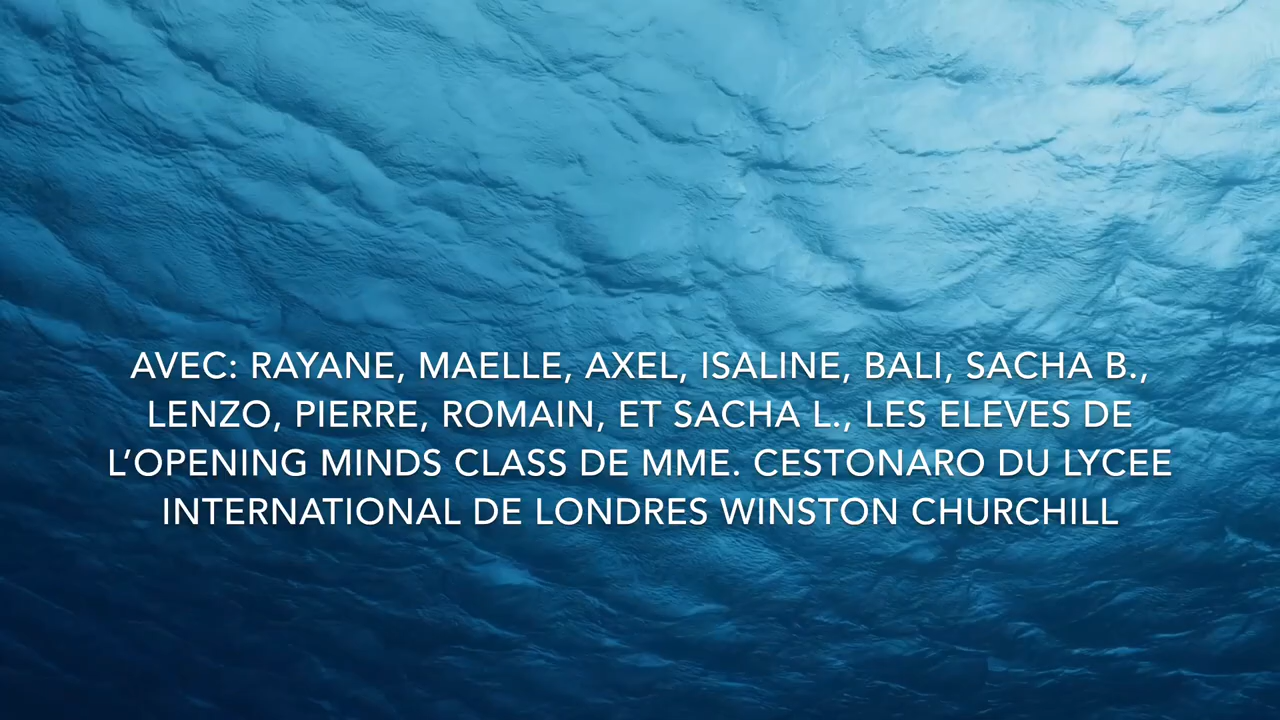 AVEC: RAYANE, MAELLE, AXEL, ISALINE, BALI, SACHA B.,
LENZO, PIERRE, ROMAIN, ET SACHA L., LES ELEVES DE
L’OPENING MINDS CLASS DE MME. CESTONARO DU LYCEE
INTERNATIONAL DE LONDRES WINSTON CHURCHILL